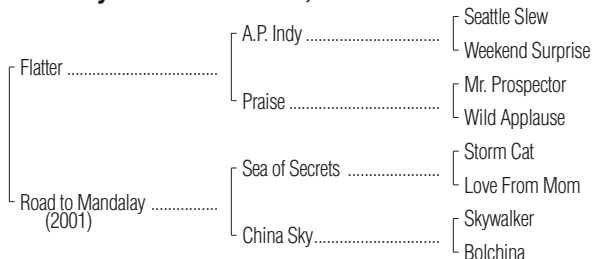 Seattle Slew
A.P. Indy ..............................
Weekend Surprise
Flatter ..................................
Mr. Prospector
Praise ..................................
Wild Applause
Storm Cat
Sea of Secrets ....................
Love From Mom
Road to Mandalay ...............
(2001)
Skywalker
China Sky............................
Bolchina